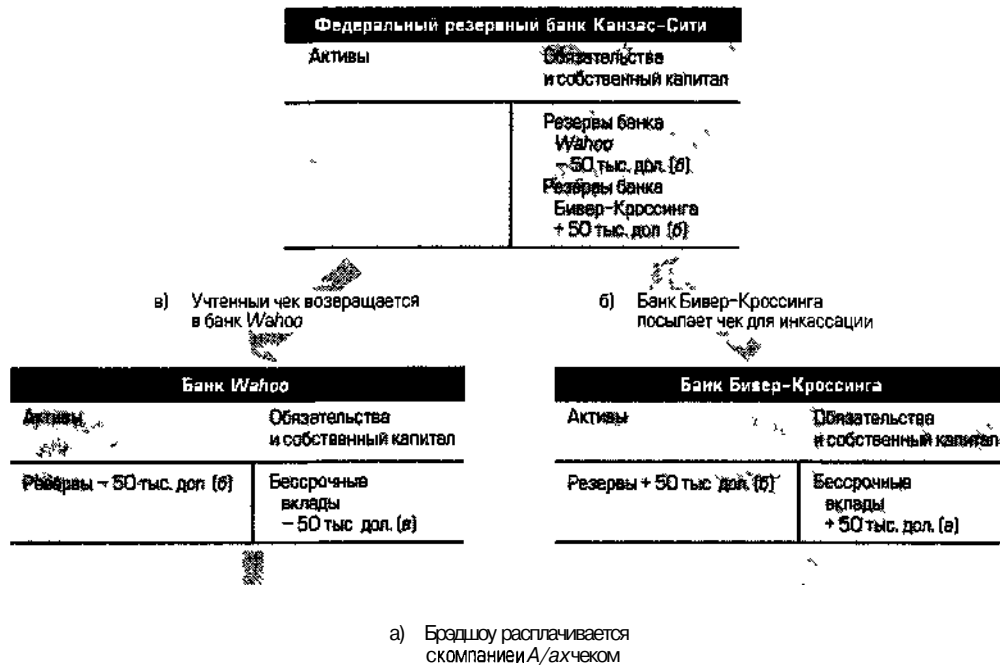 Федеральный резервный банк Канзас-Сити
Активы
Обязательства
и собственный капитал
Резервы банка
Wahoo
– 50 тыс. дол. (б)
Резервы банка
Бивер-Кроссинга
+ 50 тыс. дол (б)
в) Учтенный чек возвращается
в банк Wahoo
б) Банк Бивер-Кроссинга
посылает чек для инкассации
Банк Wahoo
Активы
Обязательства
и собственный капитал
Резервы – 50 тыс. дол (б)
Бессрочные
вклады
– 50 тыс дол. (в)
Банк Бивер-Кроссинга
Активы
Обязательства
и собственный капитал
Резервы + 50 тыс дол. (б)
Бессрочные
вклады
+ 50 тыс. дол. (а)
а) Брэдшоу расплачивается
скомпанией A/ax чеком